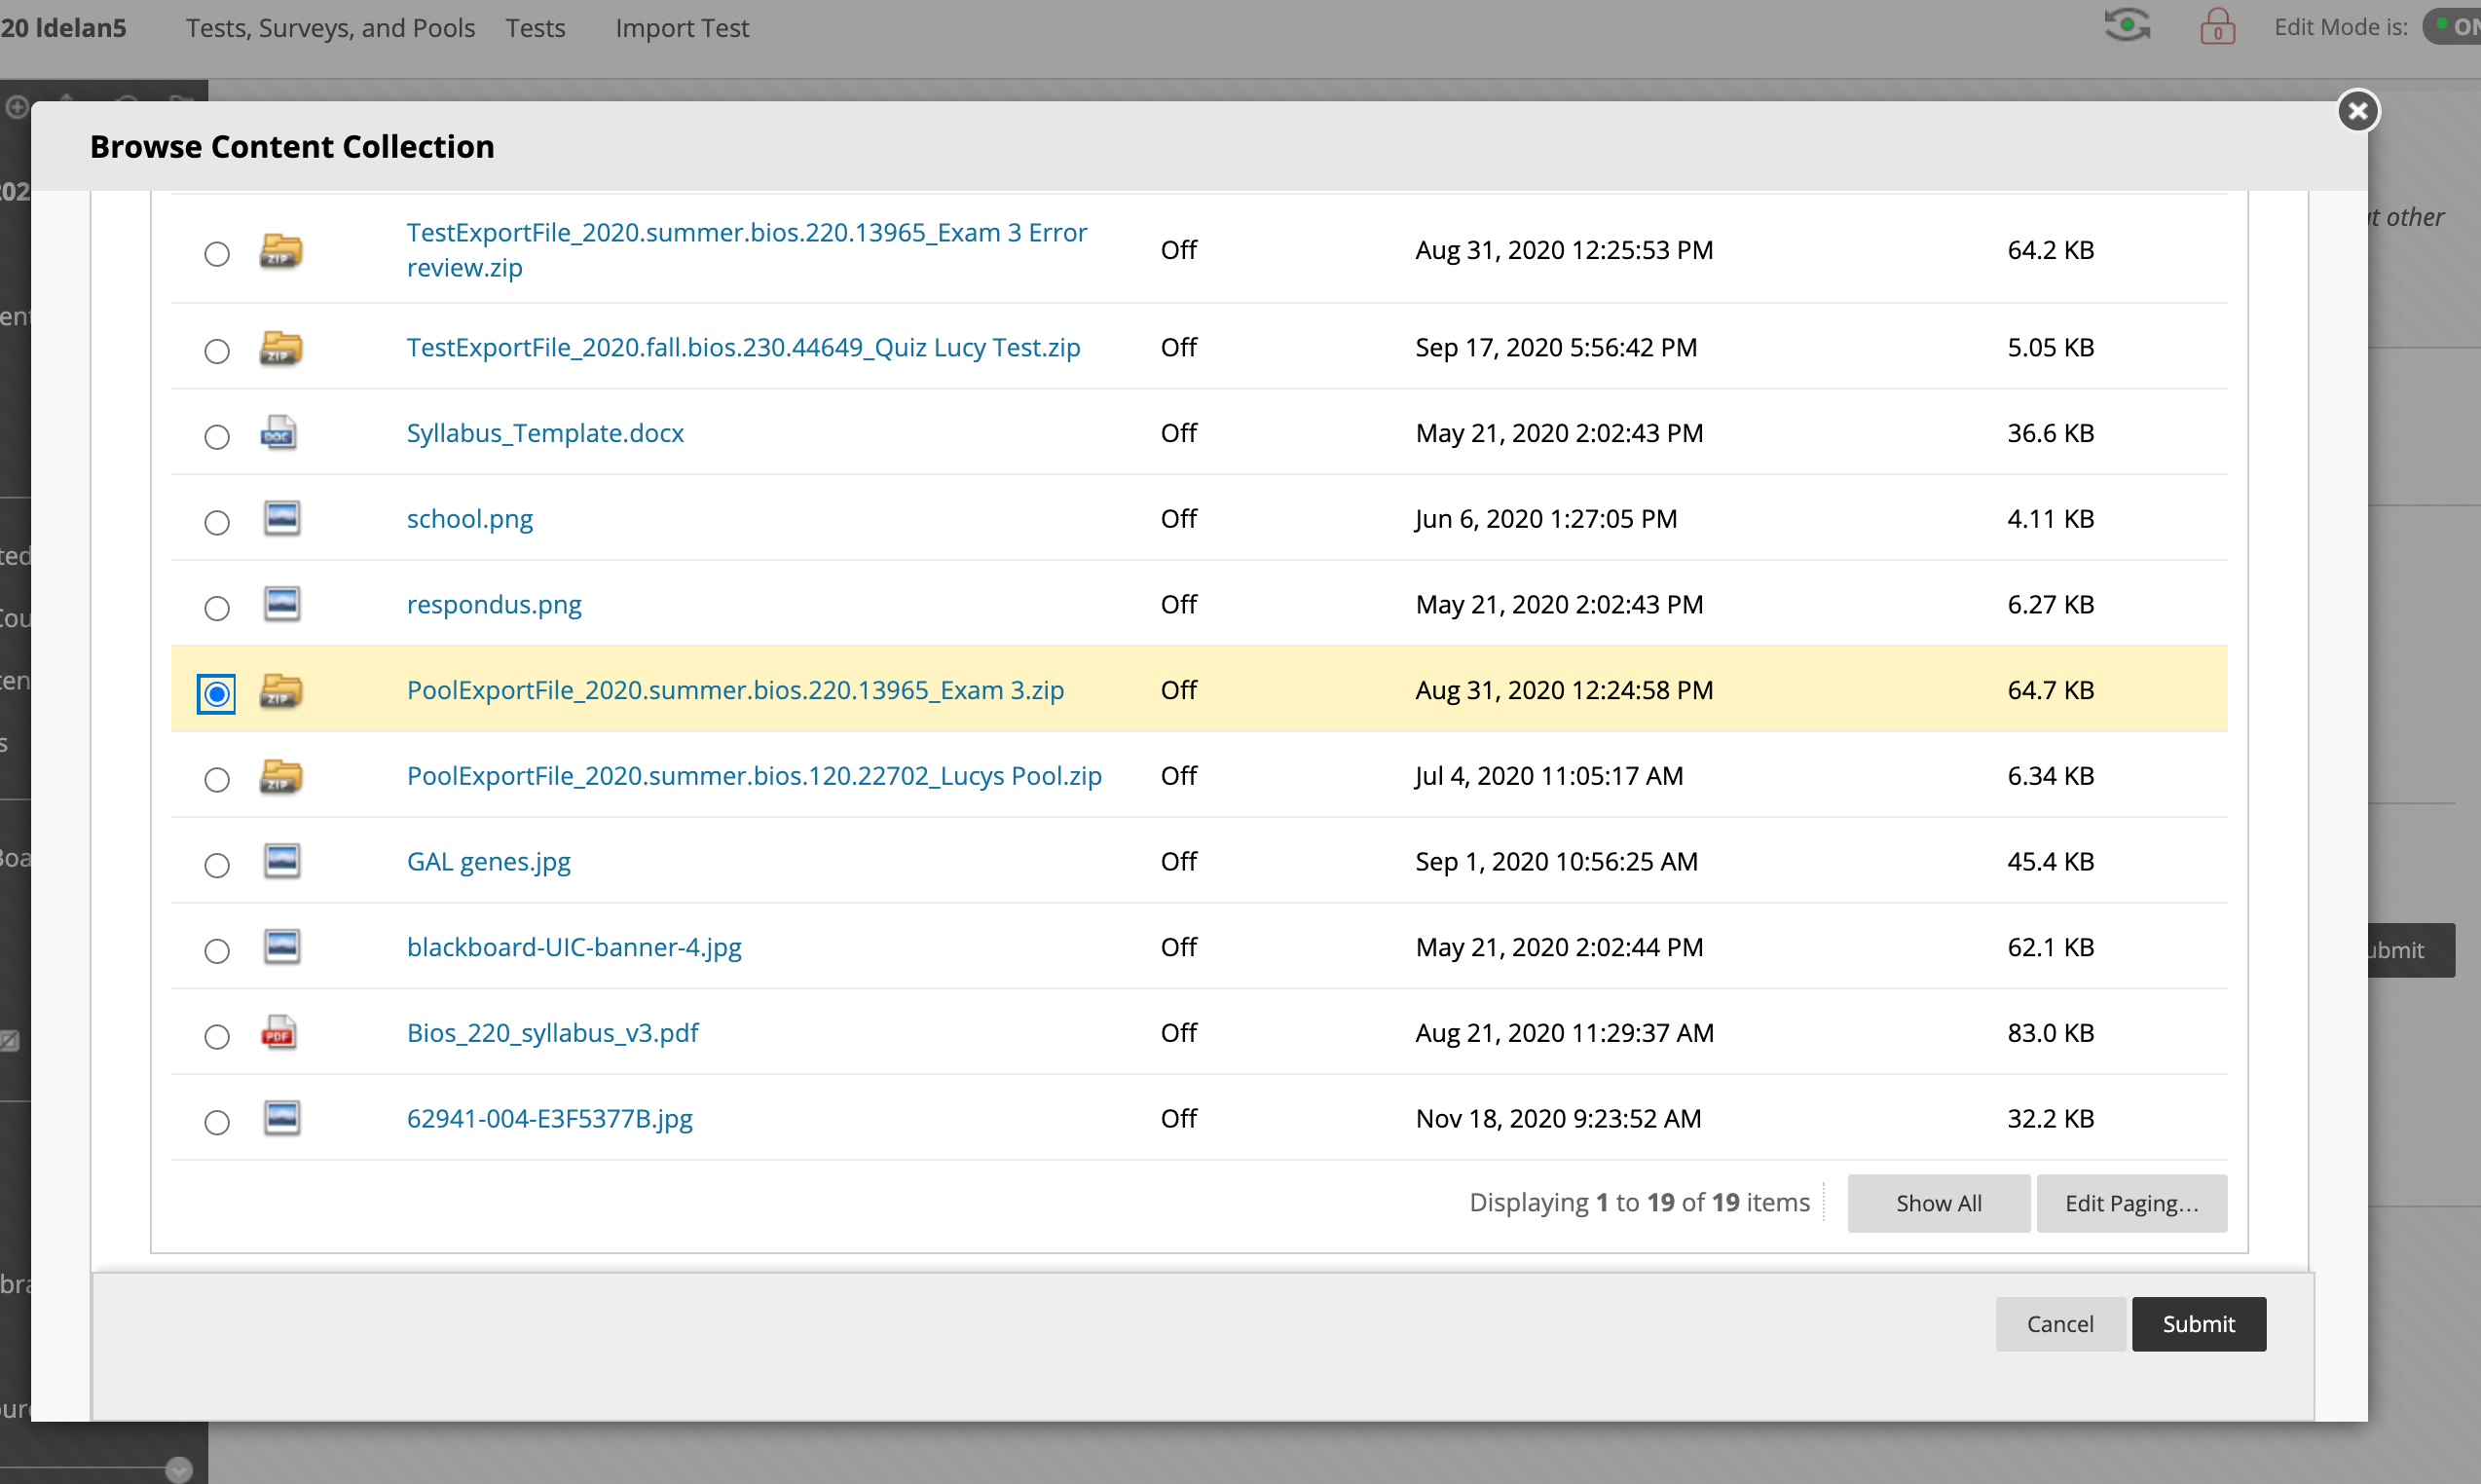 20 ldelan5 Tests, Surveys, and Pools Tests Import Test 0 Edit Mode is: ON
Browse Content Collection
TestExportFile_2020.summer.bios.220.13965_Exam 3 Error
review.zip
ZIP Off Aug 31, 2020 12:25:53 PM 64.2 KB
at other
ZIP TestExportFile_2020.fall.bios.230.44649_Quiz Lucy Test.zip Off Sep 17, 2020 5:56:42 PM 5.05 KB
DOC Syllabus_Template.docx Off May 21, 2020 2:02:43 PM 36.6 KB
school.png Off Jun 6, 2020 1:27:05 PM 4.11 KB
respondus.png Off May 21, 2020 2:02:43 PM 6.27 KB
ZIP PoolExportFile_2020.summer.bios.220.13965_Exam 3.zip Off Aug 31, 2020 12:24:58 PM 64.7 KB
ZIP PoolExportFile_2020.summer.bios.120.22702_Lucys Pool.zip Off Jul 4, 2020 11:05:17 AM 6.34 KB
GAL genes.jpg Off Sep 1, 2020 10:56:25 AM 45.4 KB
blackboard-UIC-banner-4.jpg Off May 21, 2020 2:02:44 PM 62.1 KB
ubmit
PDF Bios_220_syllabus_v3.pdf Off Aug 21, 2020 11:29:37 AM 83.0 KB
62941-004-E3F5377B.jpg Off Nov 18, 2020 9:23:52 AM 32.2 KB
Displaying 1 to 19 of 19 items Show All Edit Paging...
Cancel Submit